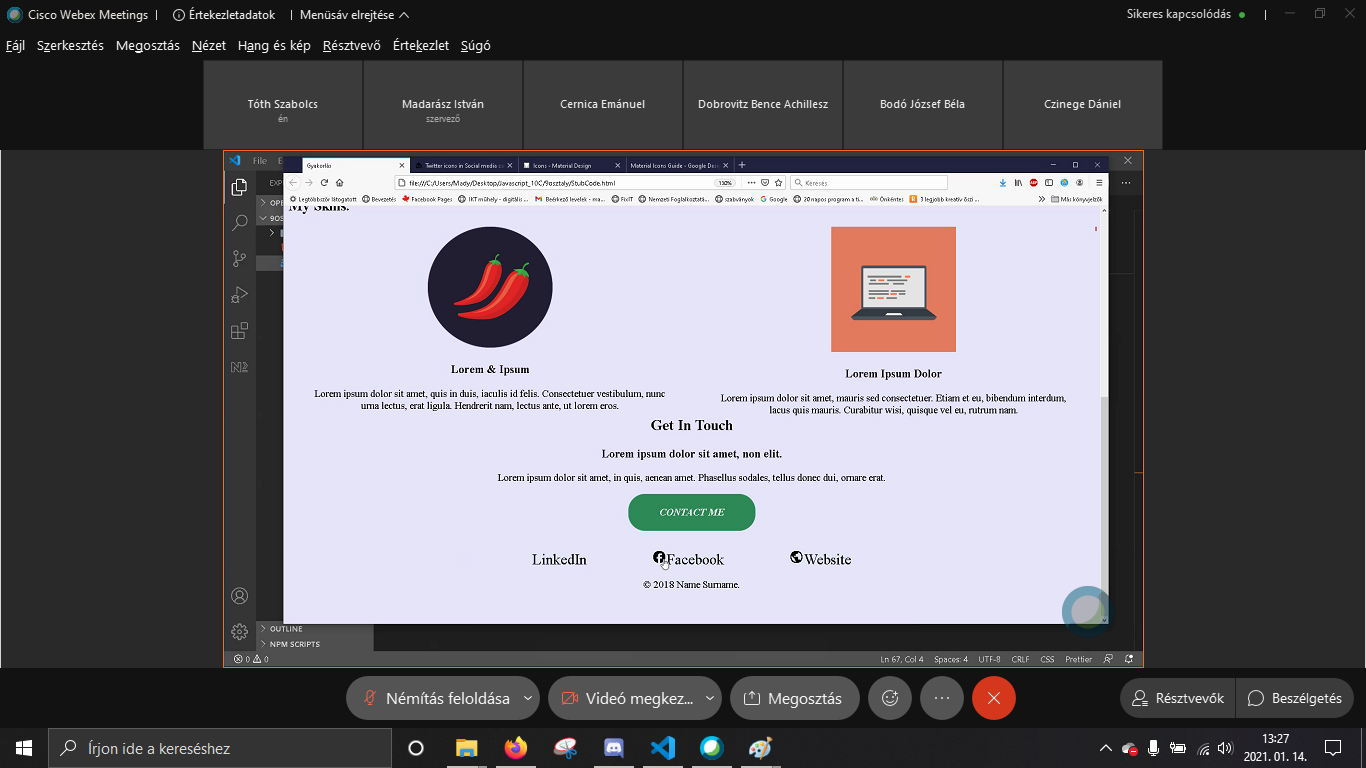 Cisco Webex Meetings | Értekezletadatok | Menüsáv elrejtése
Sikeres kapcsolódás
Fájl Szerkesztés Megosztás Nézet Hang és kép Résztvevő Értekezlet Súgó
Tóth Szabolcs
én
Madarász István
szervező
Cernica Emánuel
Dobrovitz Bence Achillesz
Bodó József Béla
Czinege Dániel
File
Gyakorlás
Twitter icons in Social media
Icons - Material Design
Material Icons Guide - Google De
file:///C:/Users/Mady/Desktop/Javascript_10C/9osztaly/StubCode.html
130%
Keresés
Legtöbbször látogatott Bevezetés Facebook Pages IKT műhely - digitális ... Beérkező levelek - ma... FixIT Nemzeti Foglalkoztatá... szabványok Google 20 napos program a ti... Önkéntes 3 legjobb kreatív őszi ... Más könyvjelzők
My Skills.
Lorem & Ipsum
Lorem ipsum dolor sit amet, quis in duis, iaculis id felis. Consectetuer vestibulum, nunc
urna lectus, erat ligula. Hendrerit nam, lectus ante, ut lorem eros.
Lorem Ipsum Dolor
Lorem ipsum dolor sit amet, mauris sed consectetuer. Etiam et eu, bibendum interdum,
lacus quis mauris. Curabitur wisi, quisque vel eu, rutrum nam.
Get In Touch
Lorem ipsum dolor sit amet, non elit.
Lorem ipsum dolor sit amet, in quis, aenean amet. Phasellus sodales, tellus donec dui, ornare erat.
CONTACT ME
LinkedIn Facebook Website
© 2018 Name Surname.
OUTLINE
NPM SCRIPTS
0 0
Ln 67, Col 4 Spaces: 4 UTF-8 CRLF CSS Prettier
Némítás feloldása Videó megkez... Megosztás
Résztvevők Beszélgetés
Írjon ide a kereséshez
13:27
2021. 01. 14.